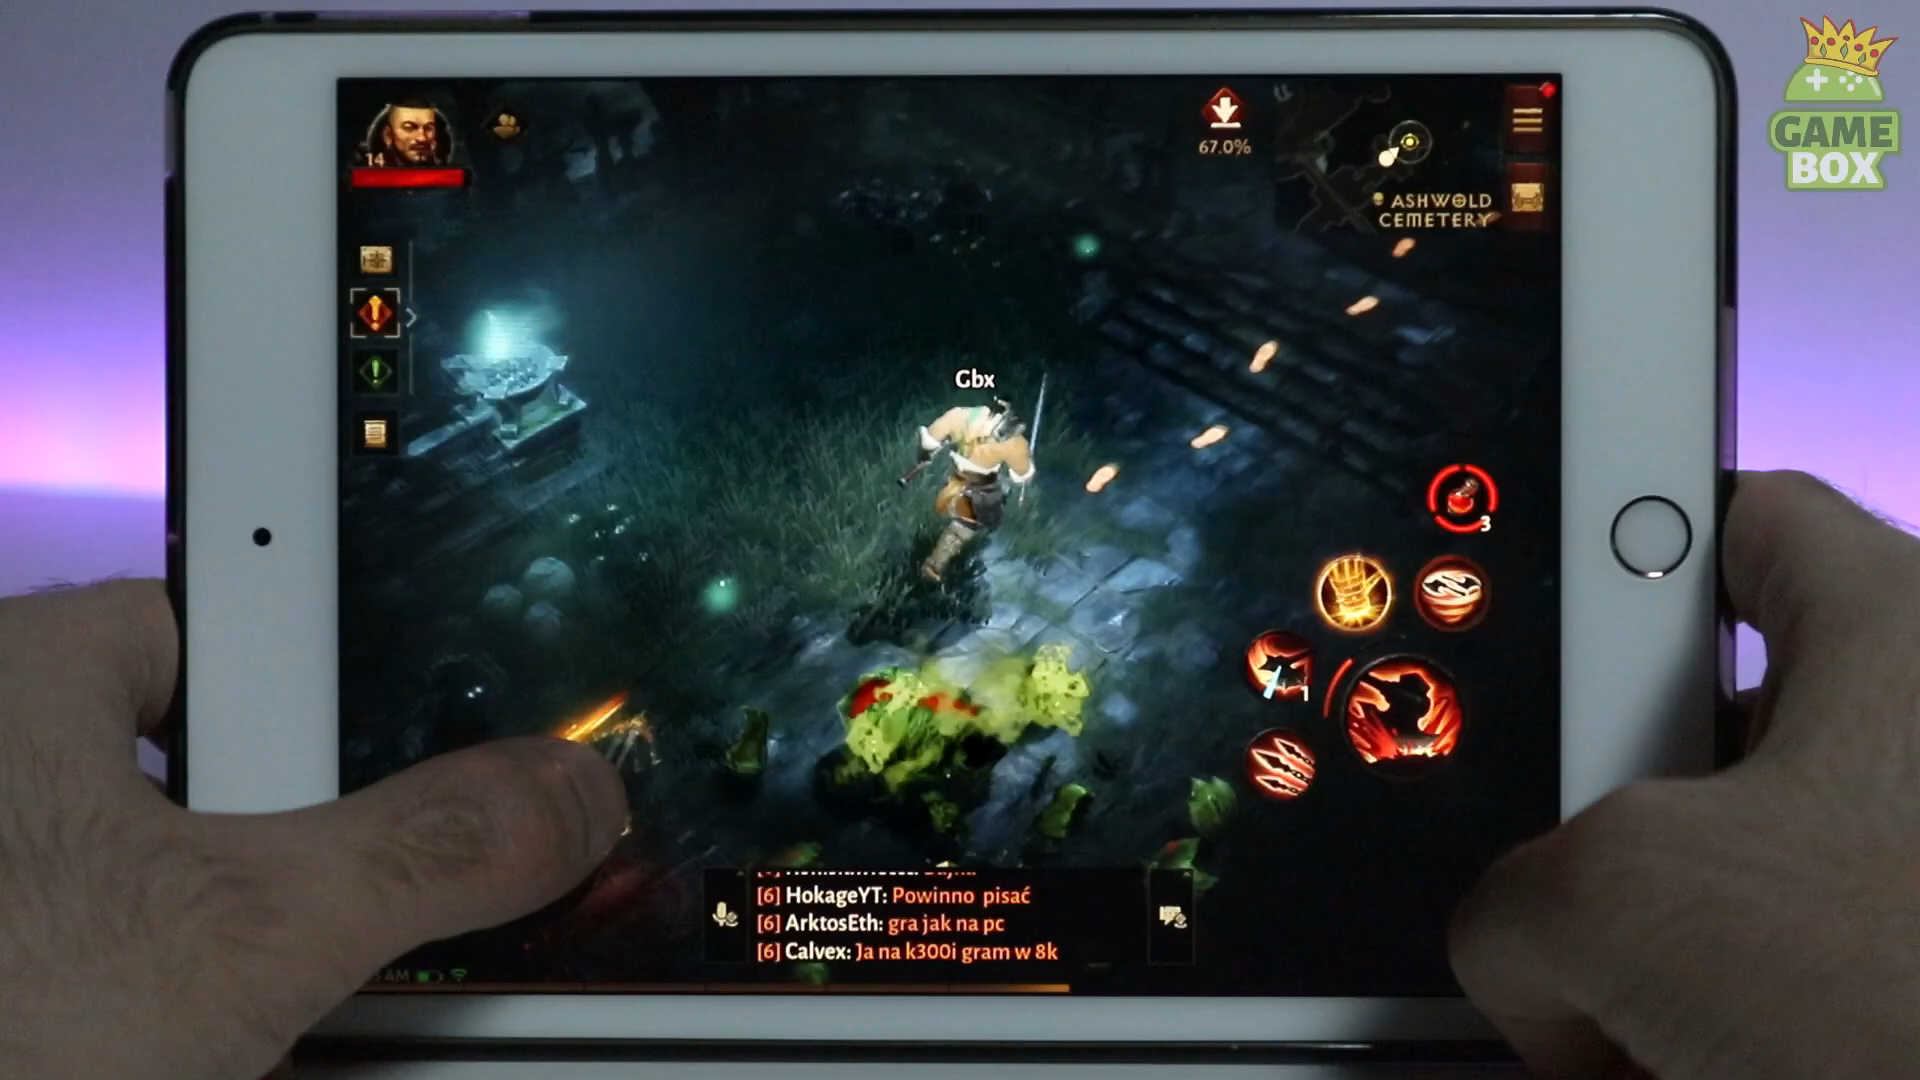 GAME
BOX
14
67.0%
ASHWOLD
CEMETERY
Gbx
3
1
[6] HokageYT: Powinno pisać
[6] ArktosEth: gra jak na pc
[6] Calvex: Ja na k300i gram w 8k
AM